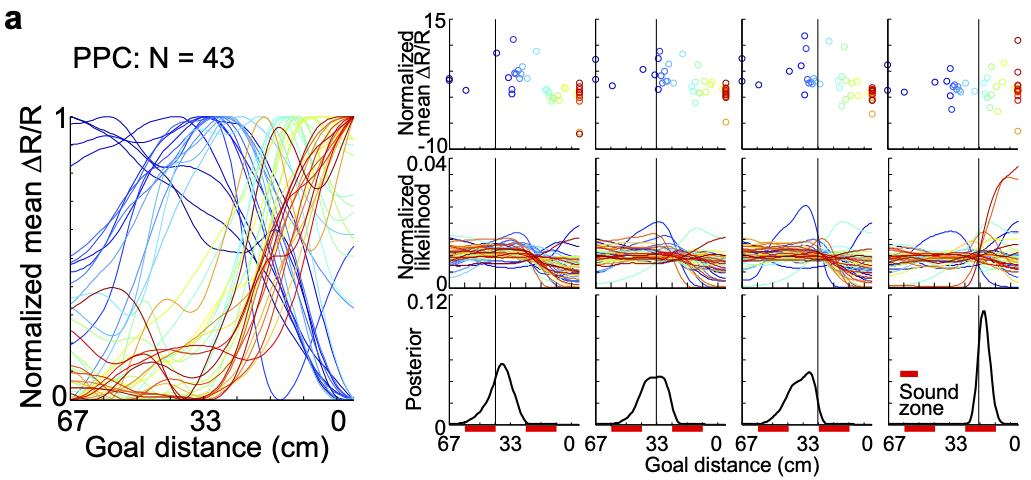 a
PPC: N = 43
Normalized mean ΔR/R
1
0
67 33 0
Goal distance (cm)
Normalized
mean ΔR/R
15
-10
Normalized
likelihood
0.04
0
Posterior
0.12
0
Sound
zone
67 33 0 67 33 0 67 33 0 67 33 0
Goal distance (cm)